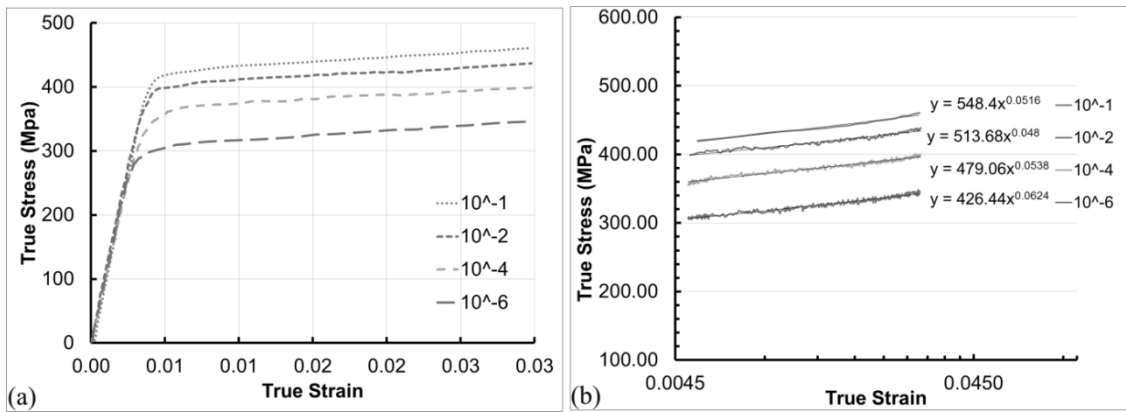 500
400
300
200
100
0
True Stress (Mpa)
0.00 0.01 0.01 0.02 0.02 0.03 0.03
True Strain
10^-1
10^-2
10^-4
10^-6
(a)
600.00
500.00
400.00
300.00
200.00
100.00
True Stress (MPa)
y = 548.4x^0.0516 10^-1
y = 513.68x^0.048 10^-2
y = 479.06x^0.0538 10^-4
y = 426.44x^0.0624 10^-6
0.0045 0.0450
True Strain
(b)